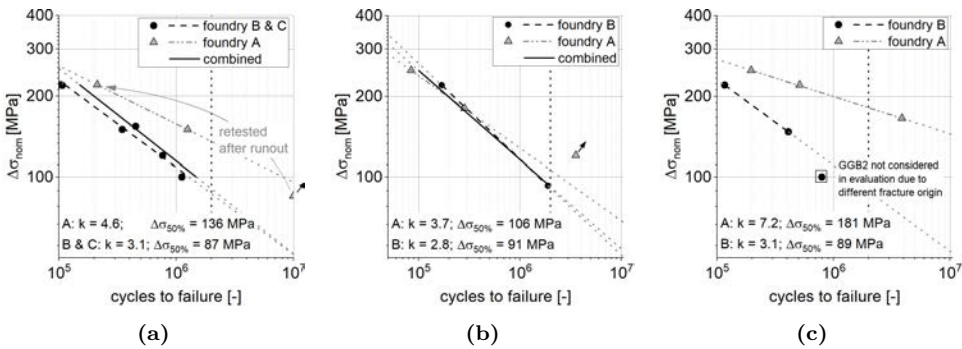 400
300
200
100
Δσnom [MPa]
foundry B & C
foundry A
combined
retested
after runout
A: k = 4.6; Δσ50% = 136 MPa
B & C: k = 3.1; Δσ50% = 87 MPa
10^5
10^6
10^7
cycles to failure [-]
(a)
400
300
200
100
Δσnom [MPa]
foundry B
foundry A
combined
A: k = 3.7; Δσ50% = 106 MPa
B: k = 2.8; Δσ50% = 91 MPa
10^5
10^6
10^7
cycles to failure [-]
(b)
400
300
200
100
Δσnom [MPa]
foundry B
foundry A
GGB2 not considered
in evaluation due to
different fracture origin
A: k = 7.2; Δσ50% = 181 MPa
B: k = 3.1; Δσ50% = 89 MPa
10^5
10^6
10^7
cycles to failure [-]
(c)